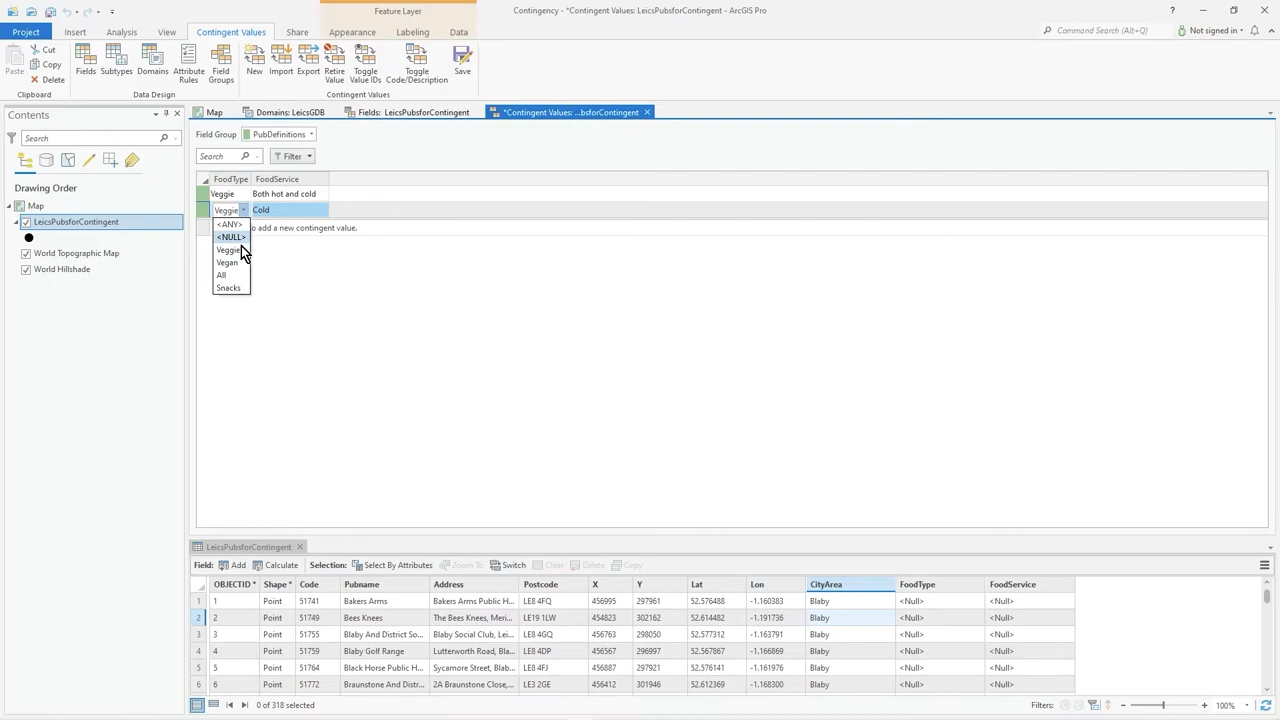 Feature Layer
Contingency - *Contingent Values: LeicsPubsforContingent - ArcGIS Pro
Project Insert Analysis View Contingent Values Share Appearance Labeling Data
Command Search (Alt+Q)
Not signed in
Paste Cut Copy Delete
Clipboard
Fields Subtypes Domains Attribute Rules Field Groups
Data Design
New Import Export Retire Value Toggle Value IDs Toggle Code/Description Save
Contingent Values
Contents
Search
Drawing Order
Map
LeicsPubsforContingent
World Topographic Map
World Hillshade
Map Domains: LeicsGDB Fields: LeicsPubsforContingent *Contingent Values: ...bsforContingent
Field Group PubDefinitions
Search Filter
FoodType FoodService
Veggie Both hot and cold
Veggie Cold
to add a new contingent value.
<ANY>
<NULL>
Veggie
Vegan
All
Snacks
LeicsPubsforContingent
Field: Add Calculate Selection: Select By Attributes Zoom To Switch Clear Delete Copy
OBJECTID * Shape * Code Pubname Address Postcode X Y Lat Lon CityArea FoodType FoodService
1 1 Point 51741 Bakers Arms Bakers Arms Public H... LE8 4FQ 456995 297961 52.576488 -1.160383 Blaby <Null> <Null>
2 2 Point 51749 Bees Knees The Bees Knees, Meri... LE19 1LW 454823 302162 52.614482 -1.191736 Blaby <Null> <Null>
3 3 Point 51755 Blaby And District So... Blaby Social Club, Lei... LE8 4GQ 456763 298050 52.577312 -1.163791 Blaby <Null> <Null>
4 4 Point 51759 Blaby Golf Range Lutterworth Road, Bla... LE8 4DP 456567 296997 52.567867 -1.166869 Blaby <Null> <Null>
5 5 Point 51764 Black Horse Public H... Sycamore Street, Blab... LE8 4FJ 456887 297921 52.576141 -1.161976 Blaby <Null> <Null>
6 6 Point 51772 Braunstone And Distr... 2A Braunstone Close,... LE3 2GE 456412 301946 52.612369 -1.168300 Blaby <Null> <Null>
0 of 318 selected
Filters: 100%